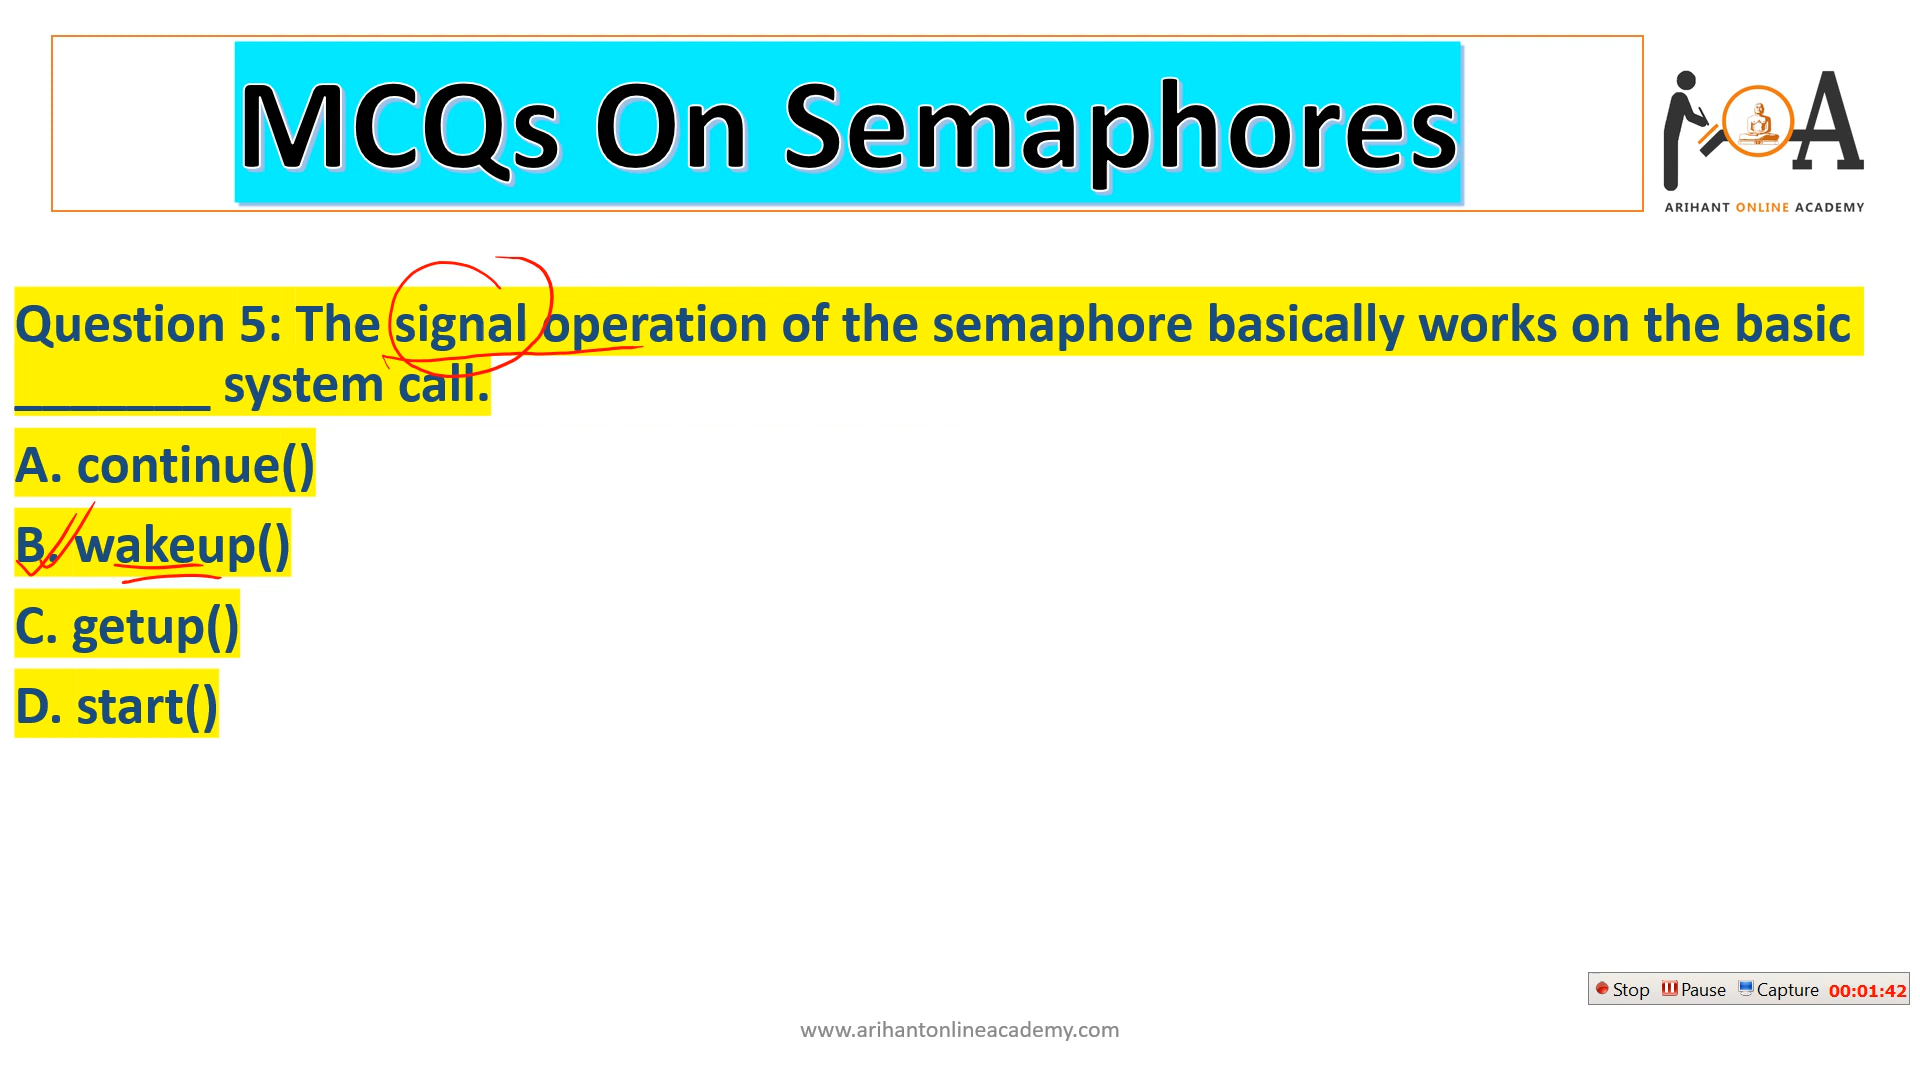 MCQs On Semaphores
ARIHANT ONLINE ACADEMY
Question 5: The signal operation of the semaphore basically works on the basic
_______ system call.
A. continue()
B. wakeup()
C. getup()
D. start()
Stop Pause Capture 00:01:42
www.arihantonlineacademy.com